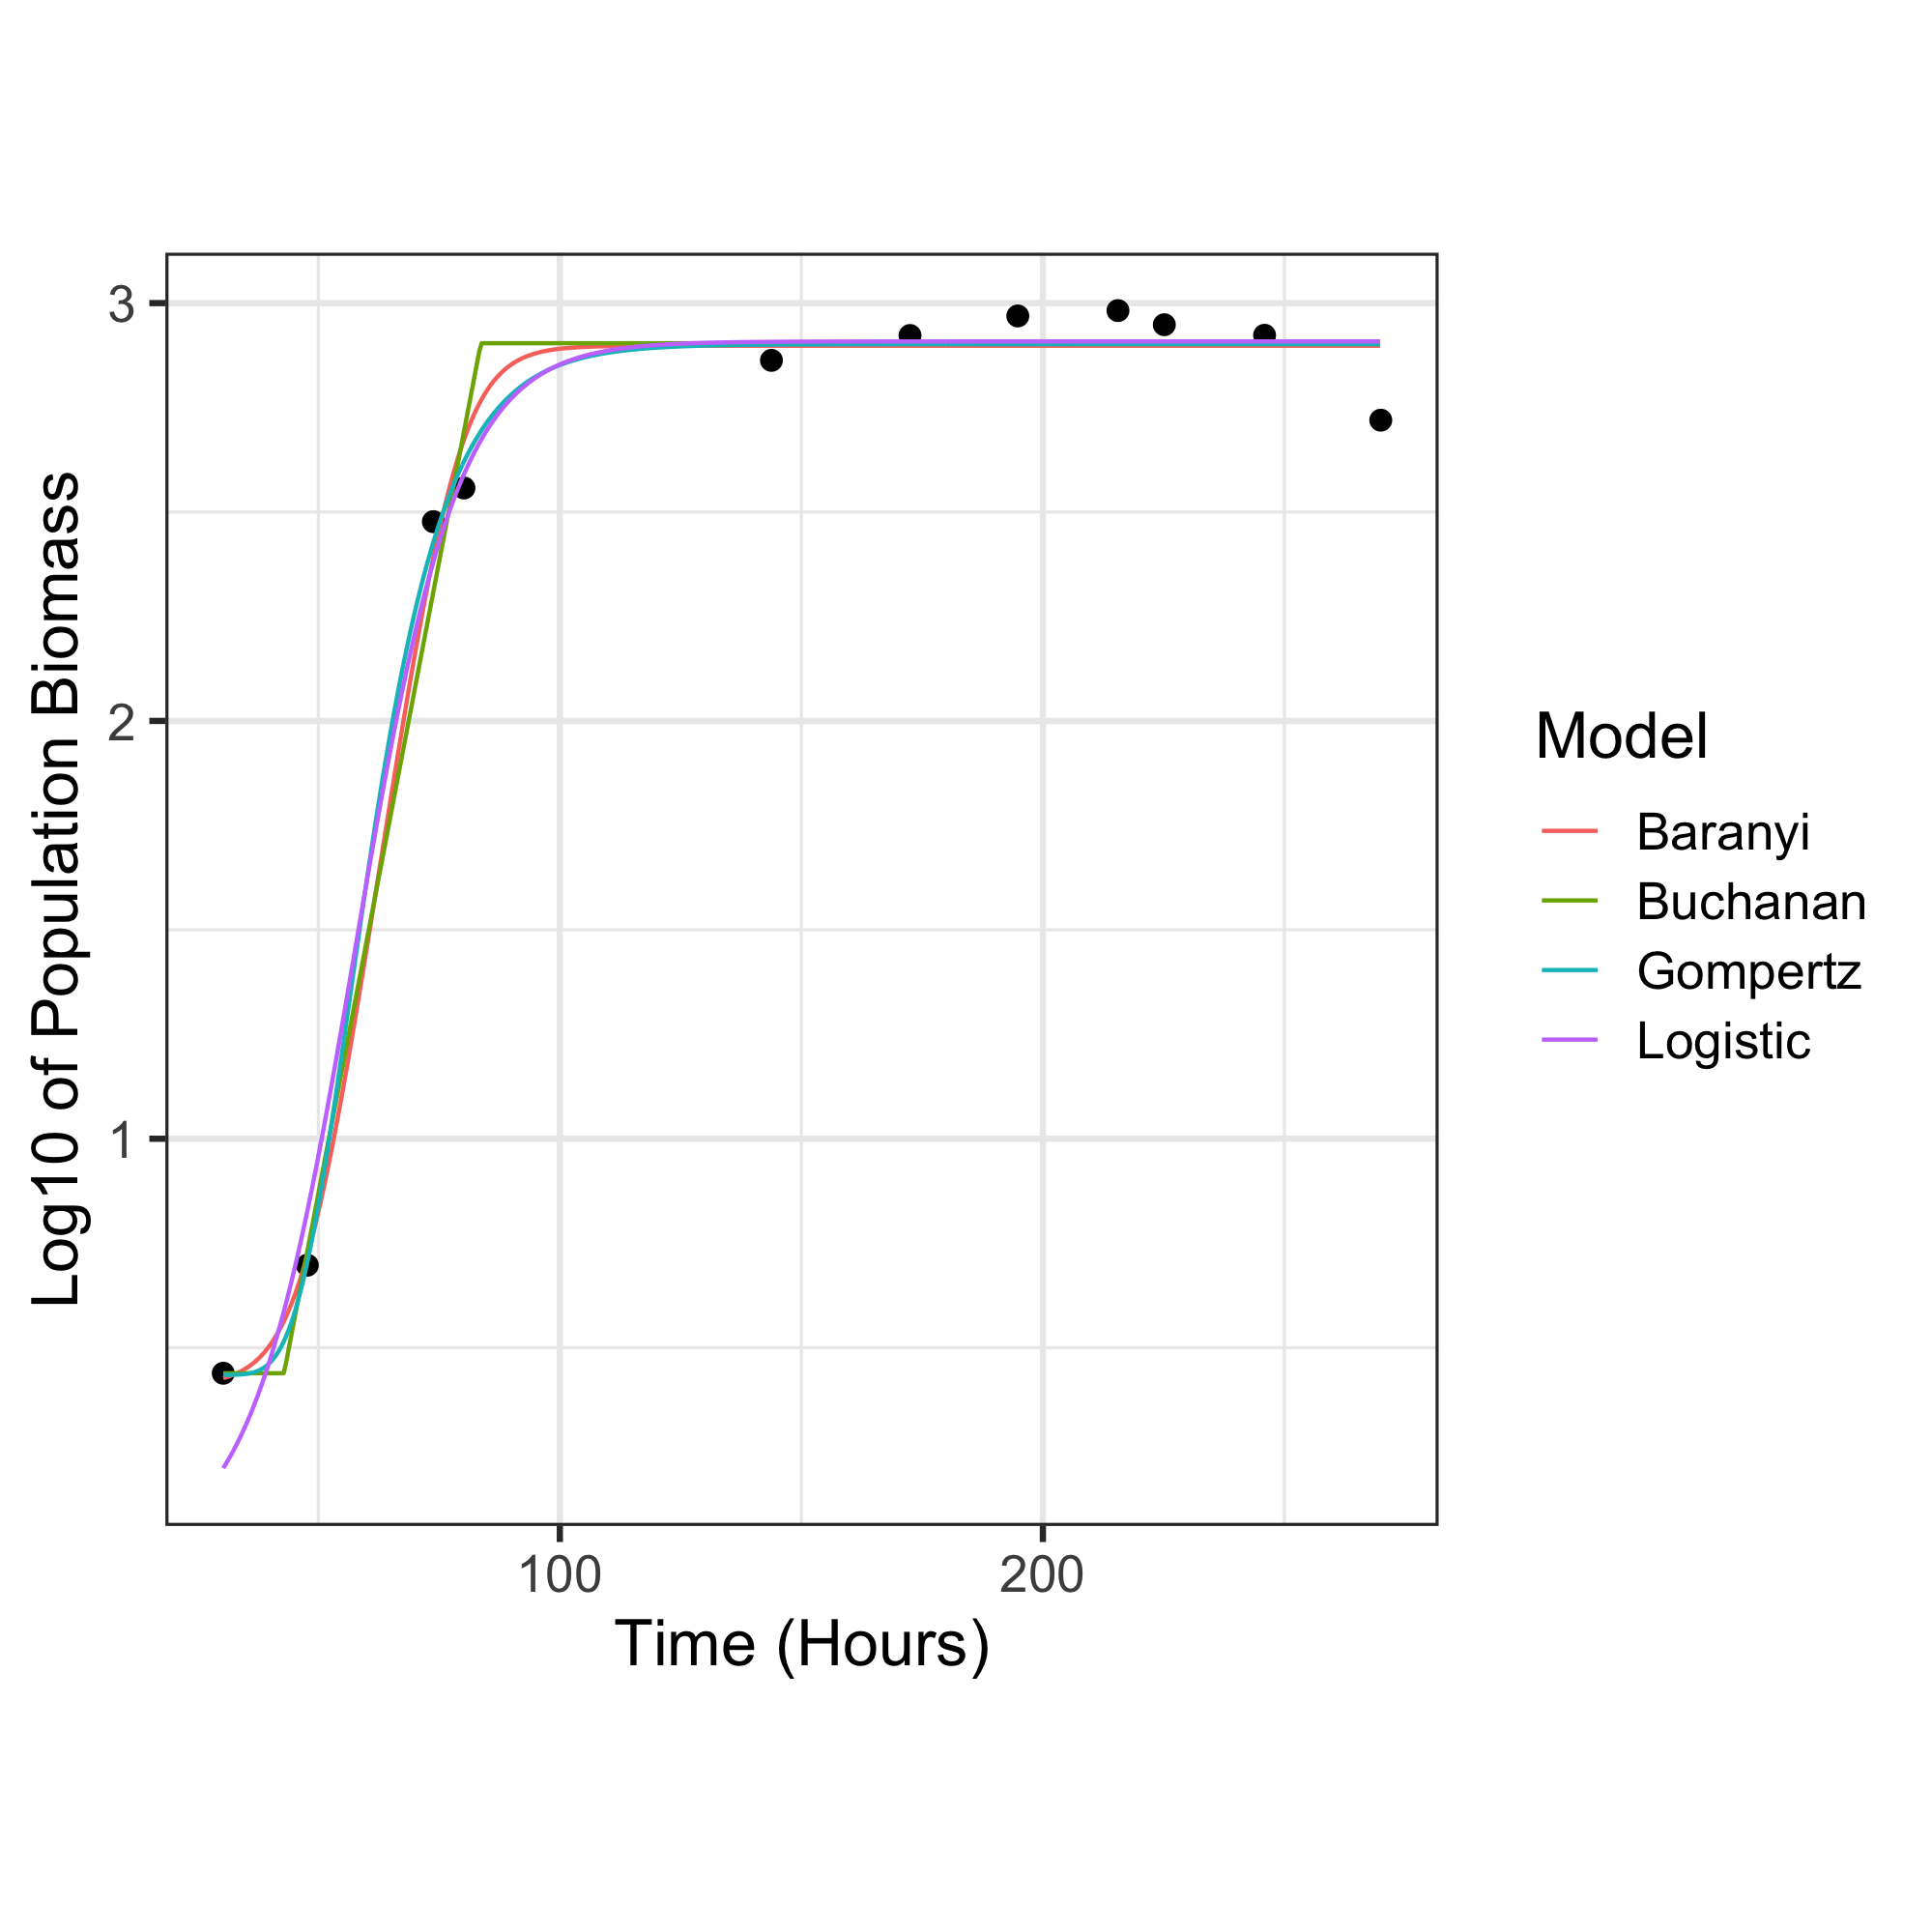 Log10 of Population Biomass
3
2
1
100 200
Time (Hours)
Model
Baranyi
Buchanan
Gompertz
Logistic